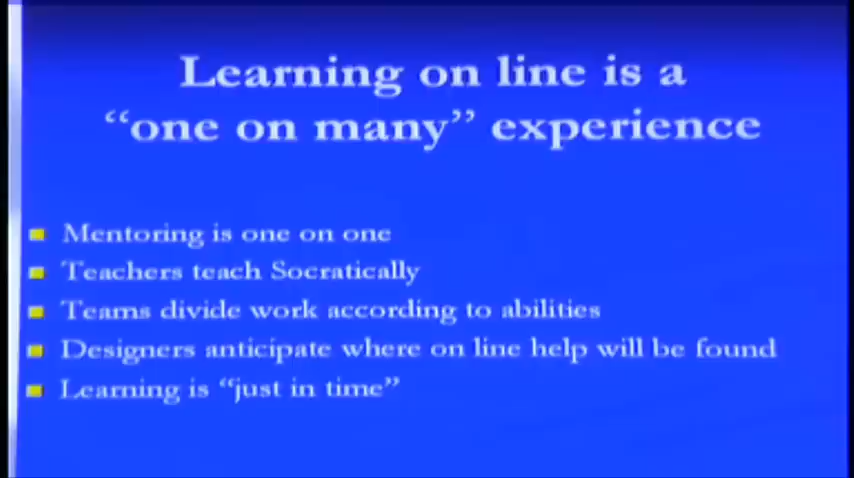 Learning on line is a
“one on many” experience
Mentoring is one on one
Teachers teach Socratically
Teams divide work according to abilities
Designers anticipate where on line help will be found
Learning is “just in time”